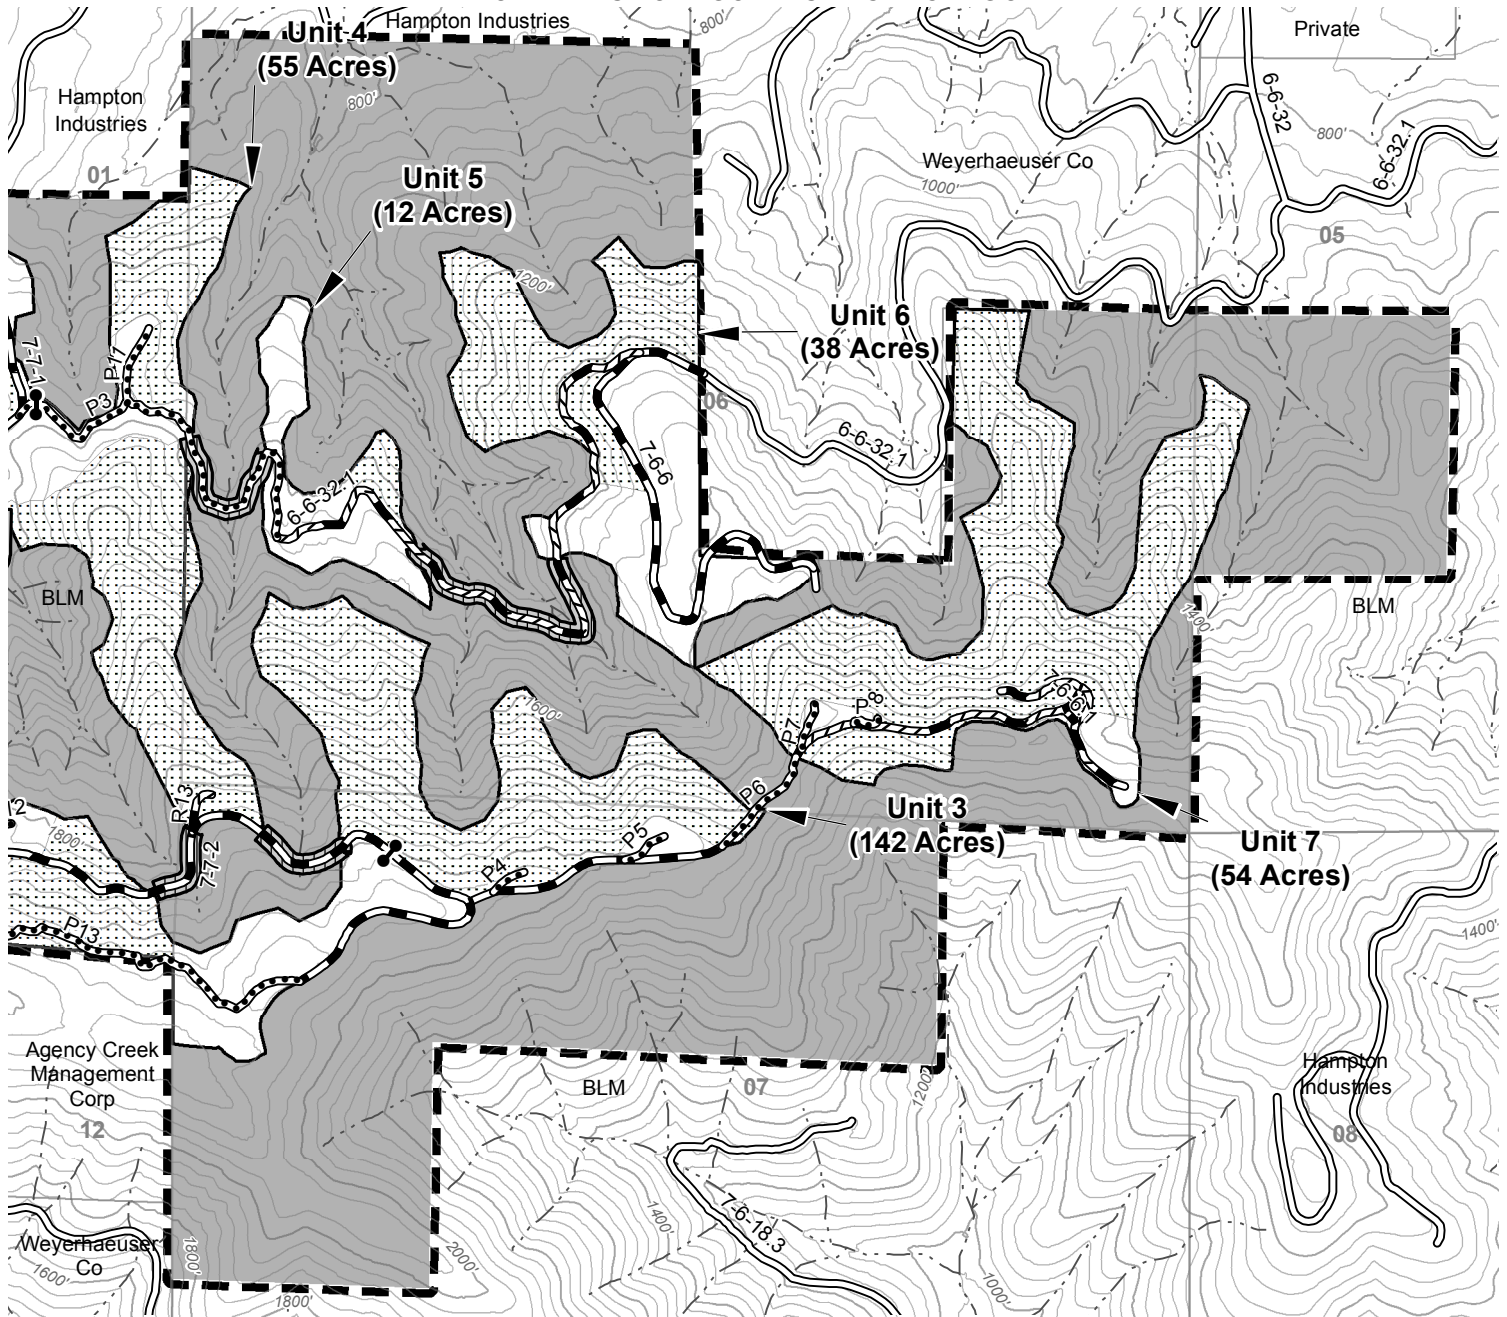 Hampton Industries
Unit 4
(55 Acres)
800'
Private
Hampton
Industries
800'
6-6-32
800'
6-6-32.1
01
Unit 5
(12 Acres)
Weyerhaeuser Co
1000'
05
1200'
Unit 6
(38 Acres)
7-7-1
P11
P3
06
6-6-32.1
7-6-6
6-6-32.1
BLM
BLM
1400'
1600'
P8
P7
P6
R13
2
Unit 3
(142 Acres)
1800'
7-7-2
P5
P4
Unit 7
(54 Acres)
P13
1400'
Agency Creek
Management
Corp
12
BLM
07
1200'
Hampton
Industries
08
7-6-18.3
1400'
Weyerhaeuser
Co
1600'
1800'
2000'
1000'
1800'